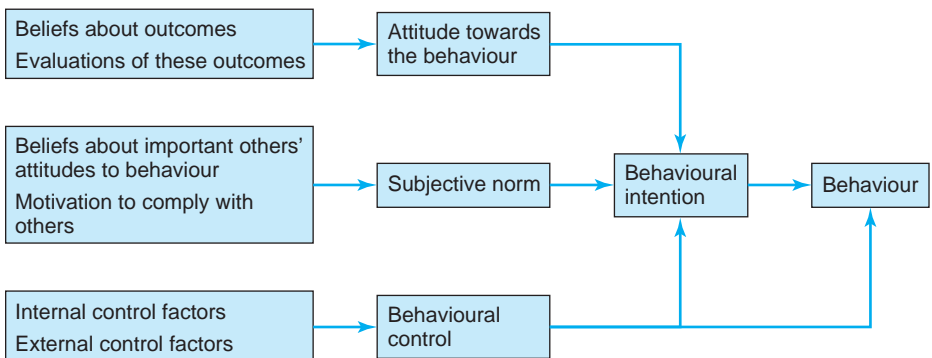 Beliefs about outcomes
Evaluations of these outcomes
Attitude towards
the behaviour
Beliefs about important others’
attitudes to behaviour
Motivation to comply with
others
Subjective norm
Behavioural
intention
Behaviour
Internal control factors
External control factors
Behavioural
control